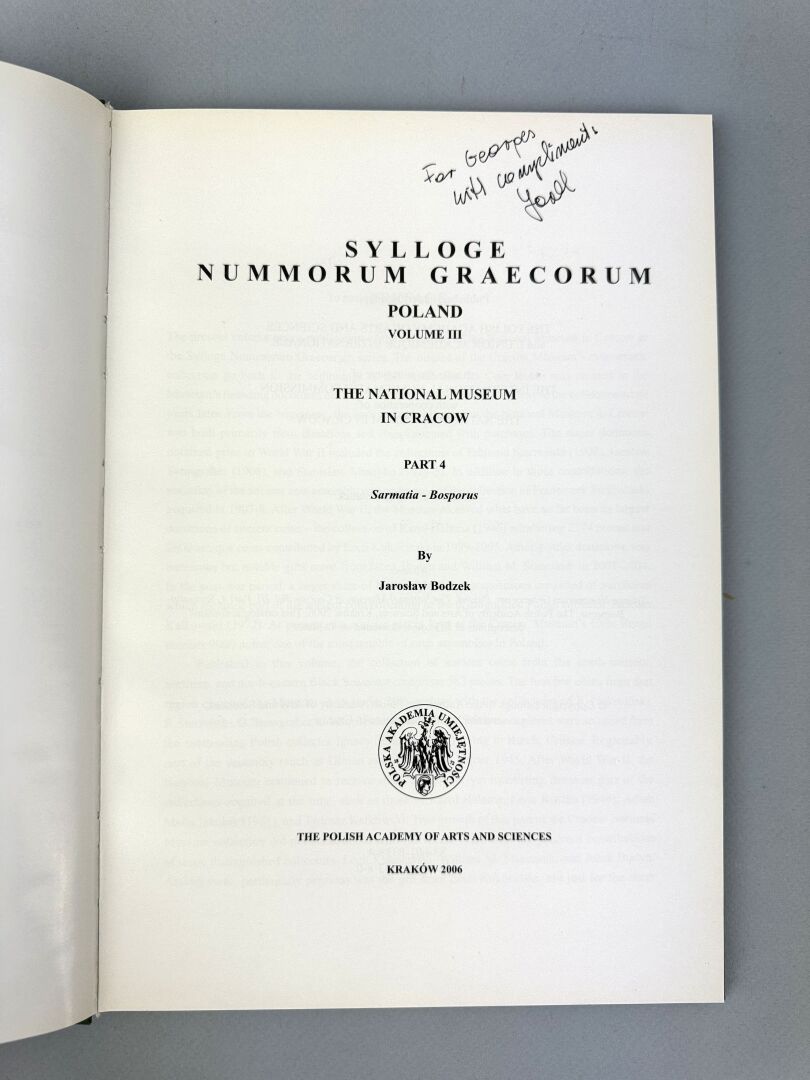 For Georges
with compliments
SYLLOGE
NUMMORUM GRAECORUM
POLAND
VOLUME III
THE NATIONAL MUSEUM
IN CRACOW
PART 4
Sarmatia - Bosporus
By
Jarosław Bodzek
POLSKA AKADEMIA UMIEJĘTNOŚCI
THE POLISH ACADEMY OF ARTS AND SCIENCES
KRAKÓW 2006